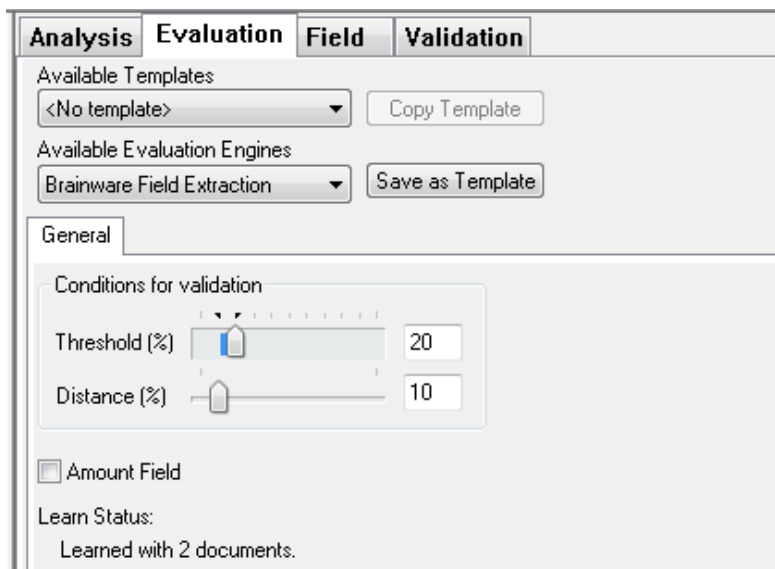 Analysis Evaluation Field Validation
Available Templates
<No template> Copy Template
Available Evaluation Engines
Brainware Field Extraction Save as Template
General
Conditions for validation
Threshold (%) 20
Distance (%) 10
Amount Field
Learn Status:
Learned with 2 documents.